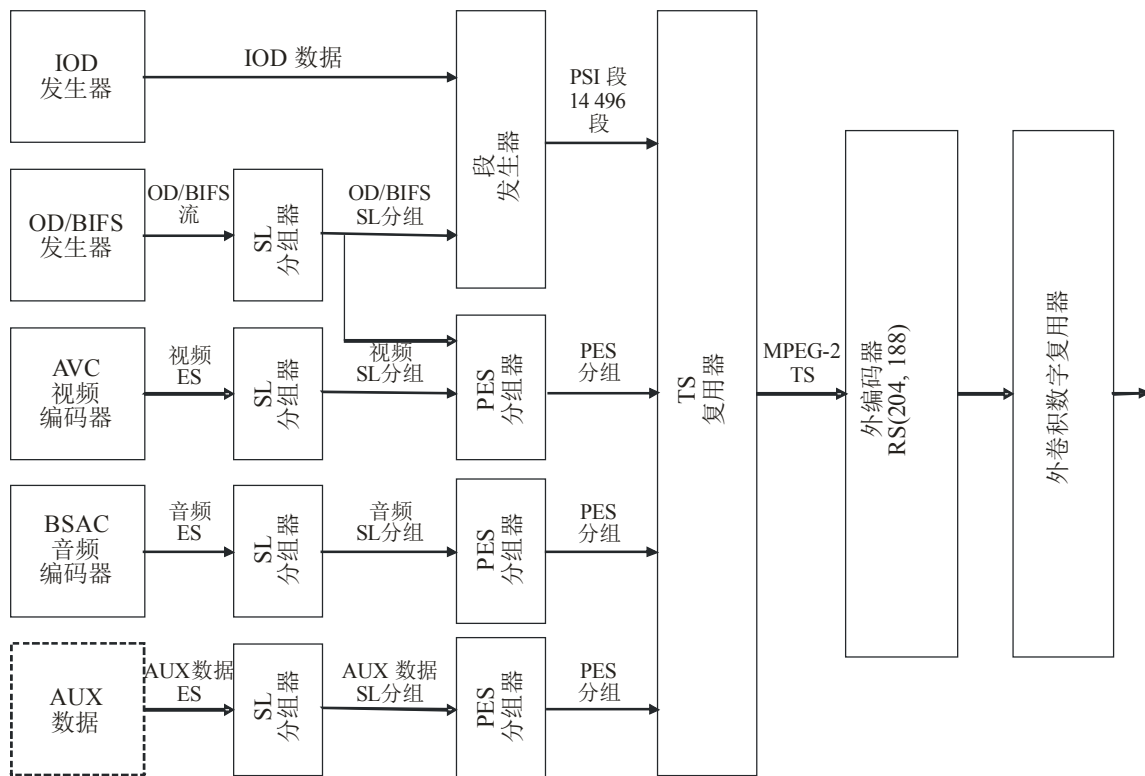 IOD
发生器
IOD 数据
段
发生器
PSI 段
14 496
段
OD/BIFS
发生器
OD/BIFS
流
SL
分组器
OD/BIFS
SL分组
AVC
视频
编码器
视频
ES
SL
分组器
视频
SL分组
PES
分组器
PES
分组
BSAC
音频
编码器
音频
ES
SL
分组器
音频
SL分组
PES
分组器
PES
分组
AUX
数据
AUX 数据
ES
SL
分组器
AUX 数据
SL分组
PES
分组器
PES
分组
TS
复用器
MPEG-2
TS
外编码器
RS(204, 188)
外卷积数字复用器